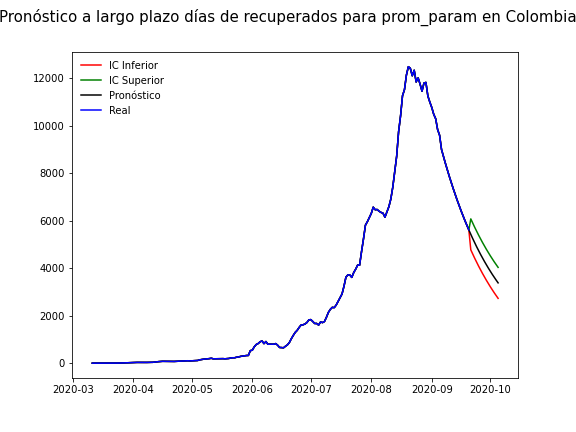 Pronóstico a largo plazo días de recuperados para prom_param en Colombia
IC Inferior
IC Superior
Pronóstico
Real
12000
10000
8000
6000
4000
2000
0
2020-03 2020-04 2020-05 2020-06 2020-07 2020-08 2020-09 2020-10